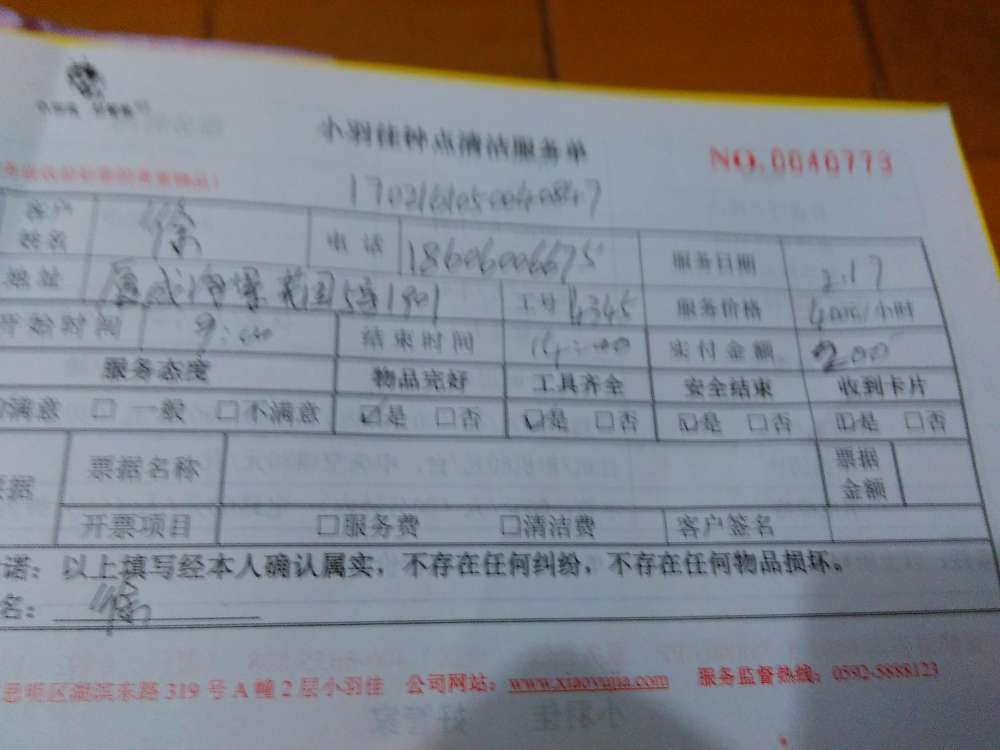 小羽佳钟点清洁服务单
NO.0040773
客户姓名 徐 电话 18606006675 服务日期 2.17
地址 工号 4345 服务价格 /小时
开始时间 9:00 结束时间 14:00 实付金额 200
服务态度 物品完好 工具齐全 安全结束 收到卡片
满意 □ 一般 □不满意 ☑是 □否 ☑是 □否 ☑是 □否 ☑是 □否
票据名称 票据金额
开票项目 □服务费 □清洁费 客户签名
诺：以上填写经本人确认属实，不存在任何纠纷，不存在任何物品损坏。
名：徐
思明区湖滨东路319号A幢2层小羽佳 公司网站：www.xiaoyujia.com 服务监督热线：0592-5888123